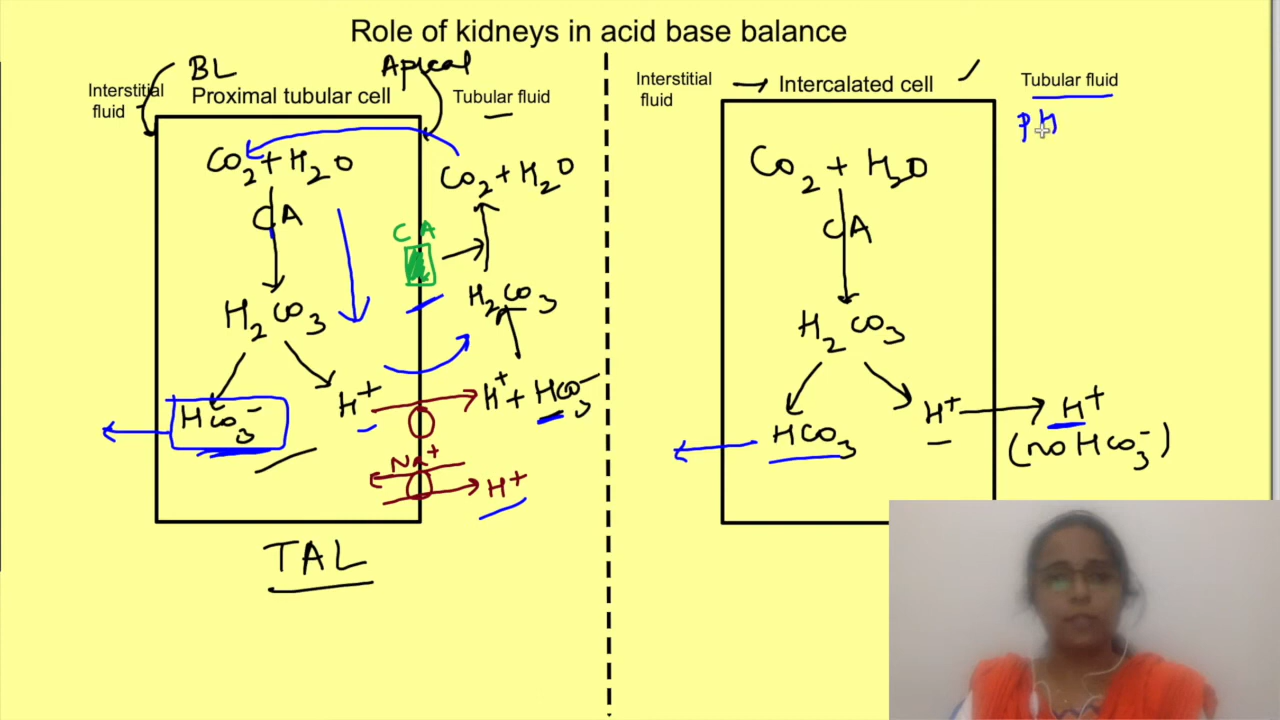 Role of kidneys in acid base balance
BL
Apical
Interstitial
fluid
Proximal tubular cell
Tubular fluid
CO2 + H2O
CA
H2CO3
HCO3-
H+
CO2 + H2O
CA
H2CO3
H+ + HCO3-
Na+
H+
TAL
Interstitial
fluid
Intercalated cell
Tubular fluid
PH
CO2 + H2O
CA
H2CO3
HCO3
H+
H+
(no HCO3-)